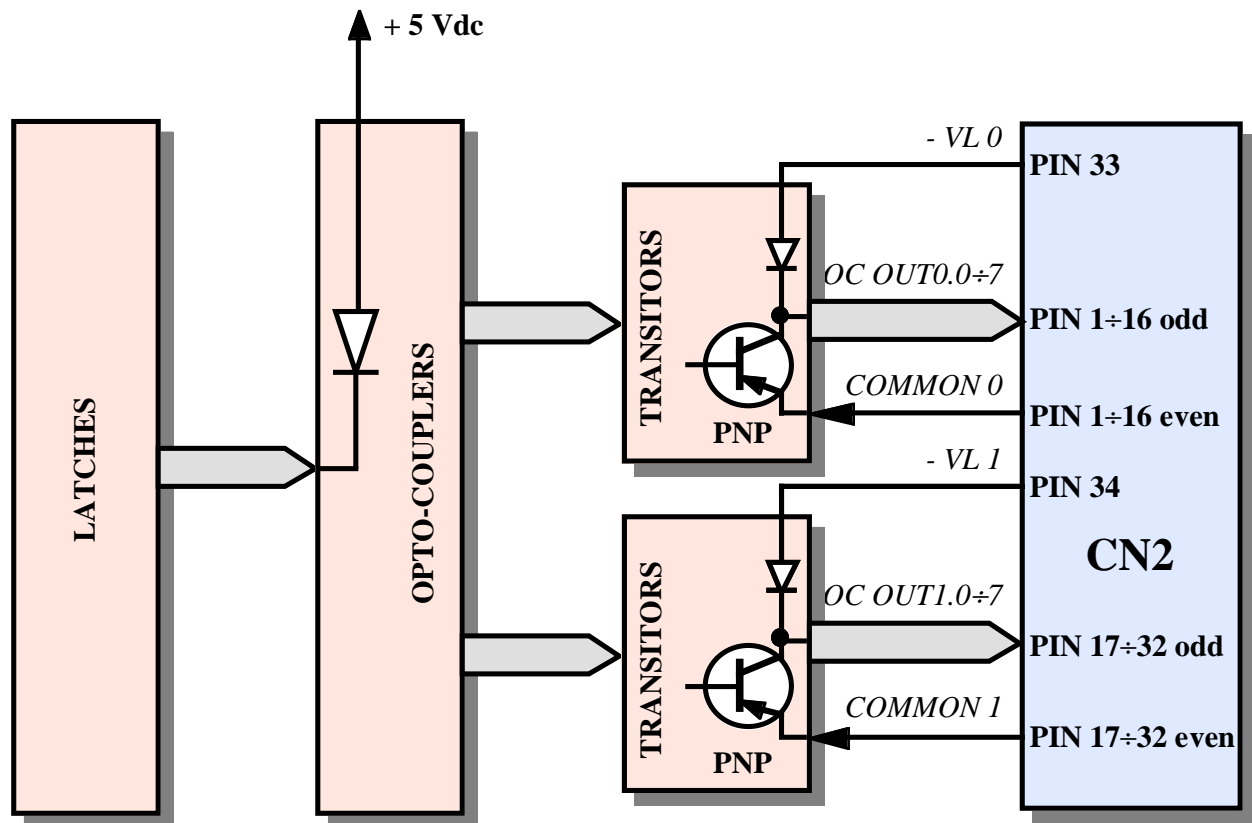 + 5 Vdc
LATCHES
OPTO-COUPLERS
TRANSITORS
PNP
- VL 0
OC OUT0.0÷7
COMMON 0
PIN 33
PIN 1÷16 odd
PIN 1÷16 even
TRANSITORS
PNP
- VL 1
OC OUT1.0÷7
COMMON 1
PIN 34
CN2
PIN 17÷32 odd
PIN 17÷32 even